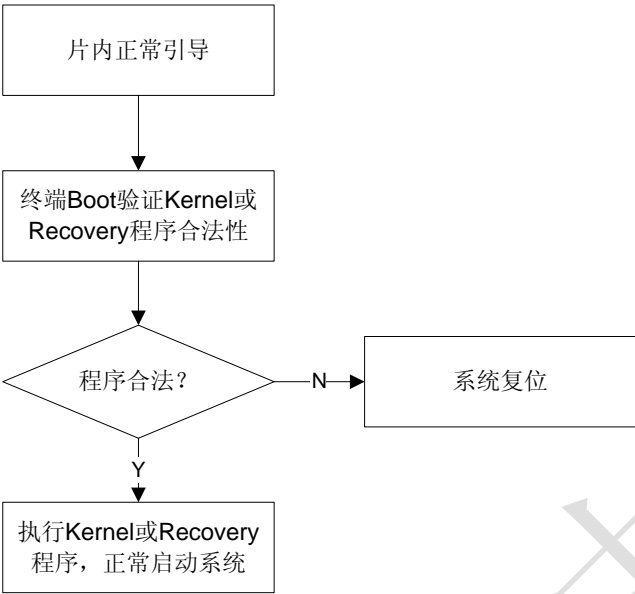 片内正常引导
终端Boot验证Kernel或
Recovery程序合法性
程序合法？
N
系统复位
Y
执行Kernel或Recovery
程序，正常启动系统